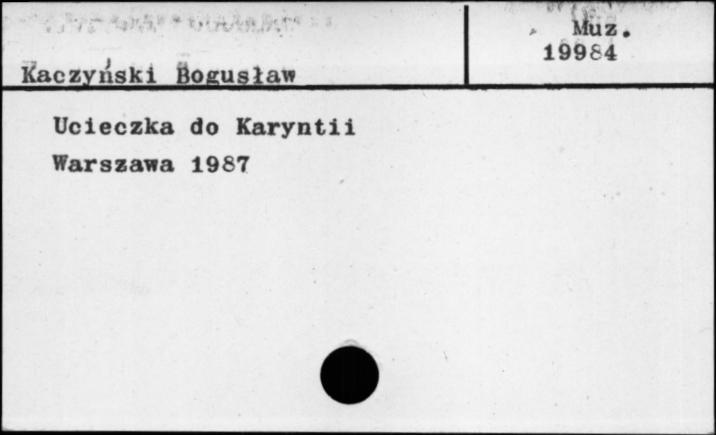 Muz.
19984
Kaczyński Bogusław
Ucieczka do Karyntii
Warszawa 1987